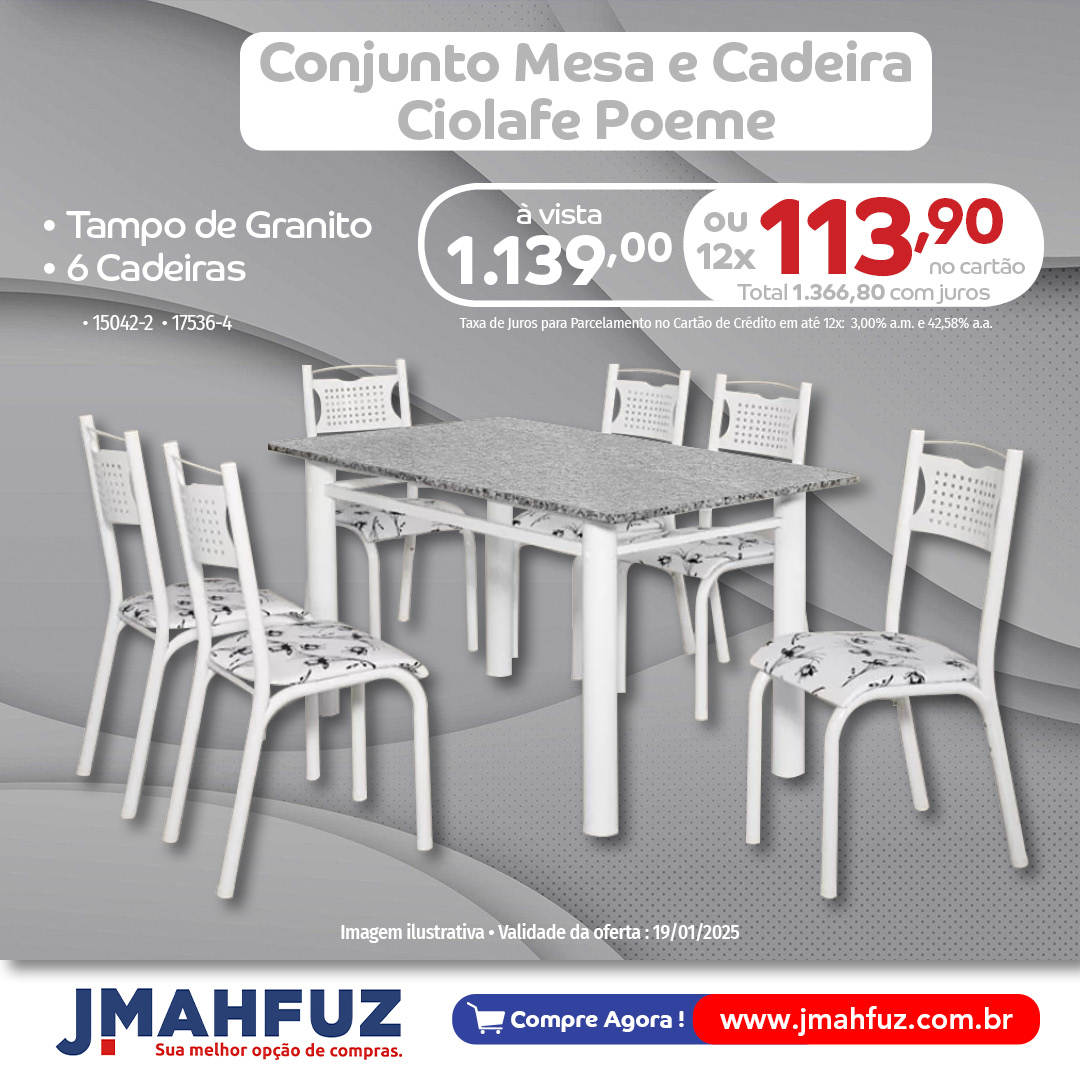 Conjunto Mesa e Cadeira
Ciolafe Poeme
• Tampo de Granito
• 6 Cadeiras
• 15042-2 • 17536-4
à vista
1.139,00
ou
12x
113,90
no cartão
Total 1.366,80 com juros
Taxa de Juros para Parcelamento no Cartão de Crédito em até 12x: 3,00% a.m. e 42,58% a.a.
Imagem ilustrativa • Validade da oferta : 19/01/2025
J.MAHFUZ
Sua melhor opção de compras.
Compre Agora !
www.jmahfuz.com.br